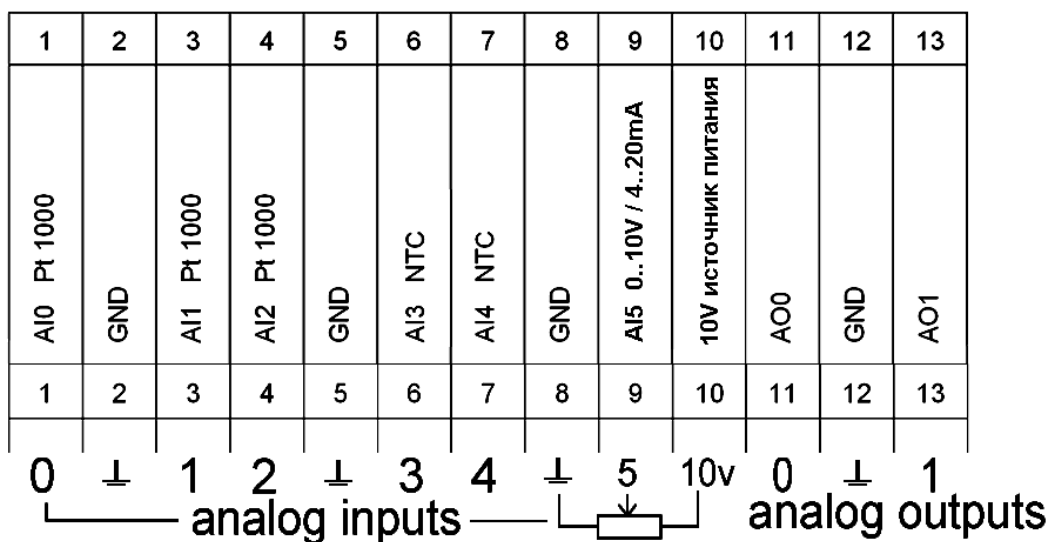 1 2 3 4 5 6 7 8 9 10 11 12 13
AI0 Pt 1000
GND
AI1 Pt 1000
AI2 Pt 1000
GND
AI3 NTC
AI4 NTC
GND
AI5 0..10V / 4..20mA
10V источник питания
AO0
GND
AO1
1 2 3 4 5 6 7 8 9 10 11 12 13
0 1 2 3 4 5 10v 0 1
analog inputs analog outputs